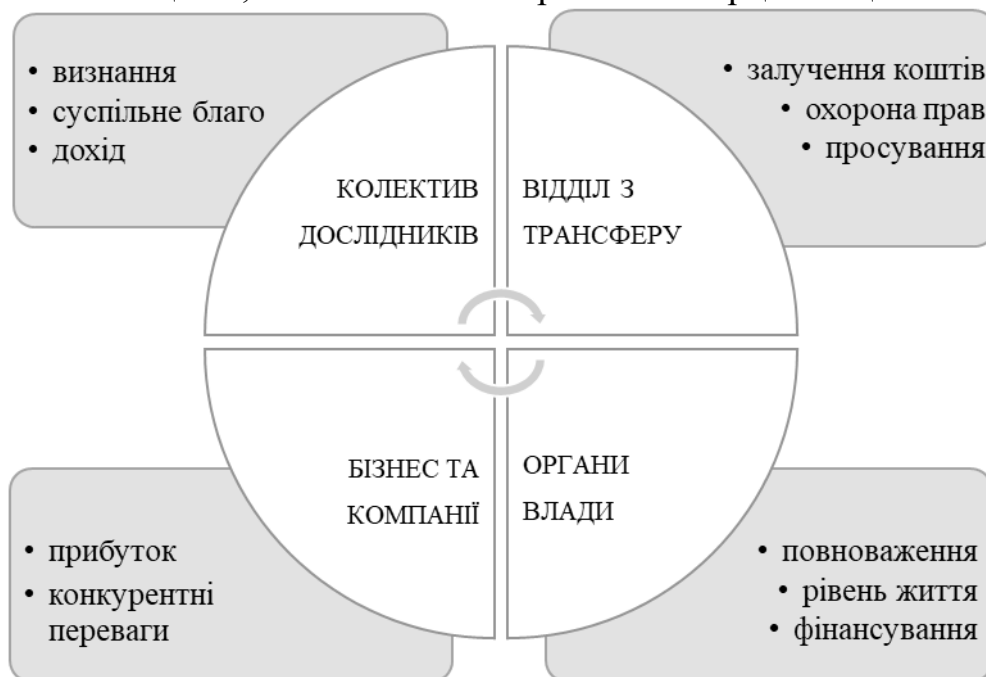 • визнання
• суспільне благо
• дохід
• залучення коштів
• охорона прав
• просування
КОЛЕКТИВ
ДОСЛІДНИКІВ
ВІДДІЛ З
ТРАНСФЕРУ
БІЗНЕС ТА
КОМПАНІЇ
ОРГАНИ
ВЛАДИ
• прибуток
• конкурентні
переваги
• повноваження
• рівень життя
• фінансування